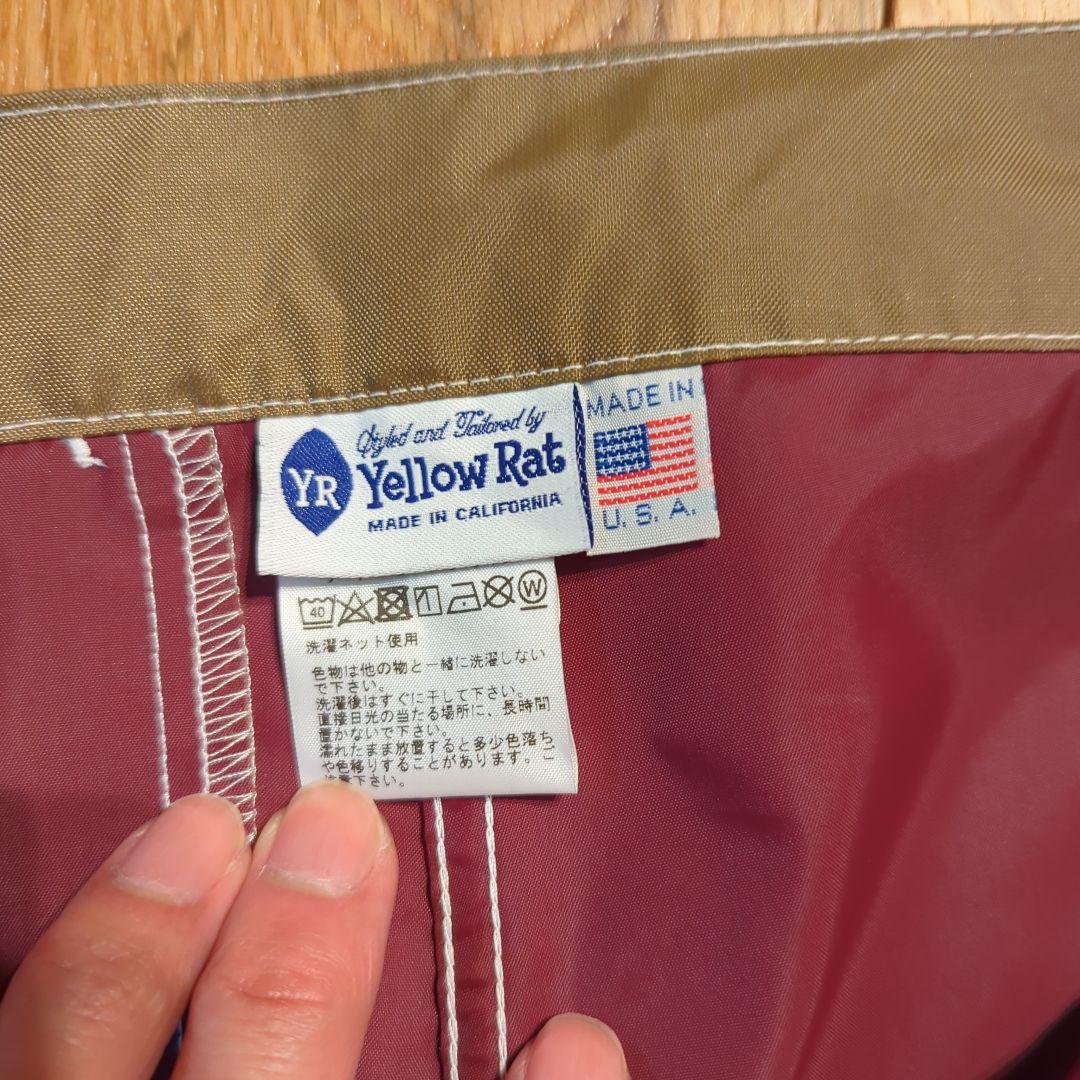 Styled and Tailored by
YR
Yellow Rat
MADE IN CALIFORNIA
MADE IN
U. S. A.
40
W
洗濯ネット使用
色物は他の物と一緒に洗濯しない
で下さい。
洗濯後はすぐに干して下さい。
直接日光の当たる場所に、長時間
置かないで下さい。
濡れたまま放置すると多少色落ち
や色移りすることがあります。ご
意下さい。